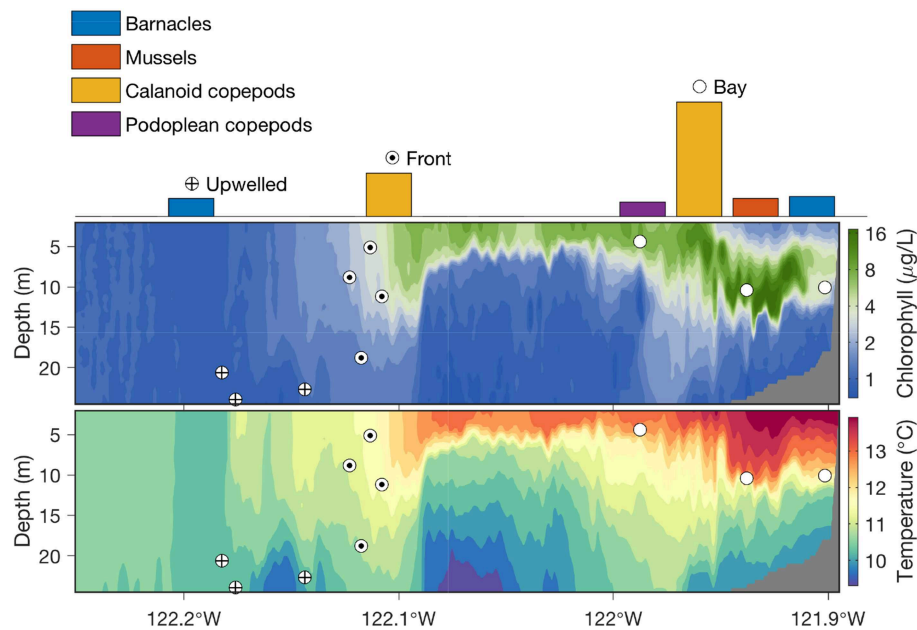 Barnacles
Mussels
Calanoid copepods
Podoplean copepods
Bay
Front
Upwelled
5
10
15
20
Depth (m)
16
8
4
2
1
Chlorophyll (μg/L)
5
10
15
20
Depth (m)
13
12
11
10
Temperature (°C)
122.2°W
122.1°W
122°W
121.9°W